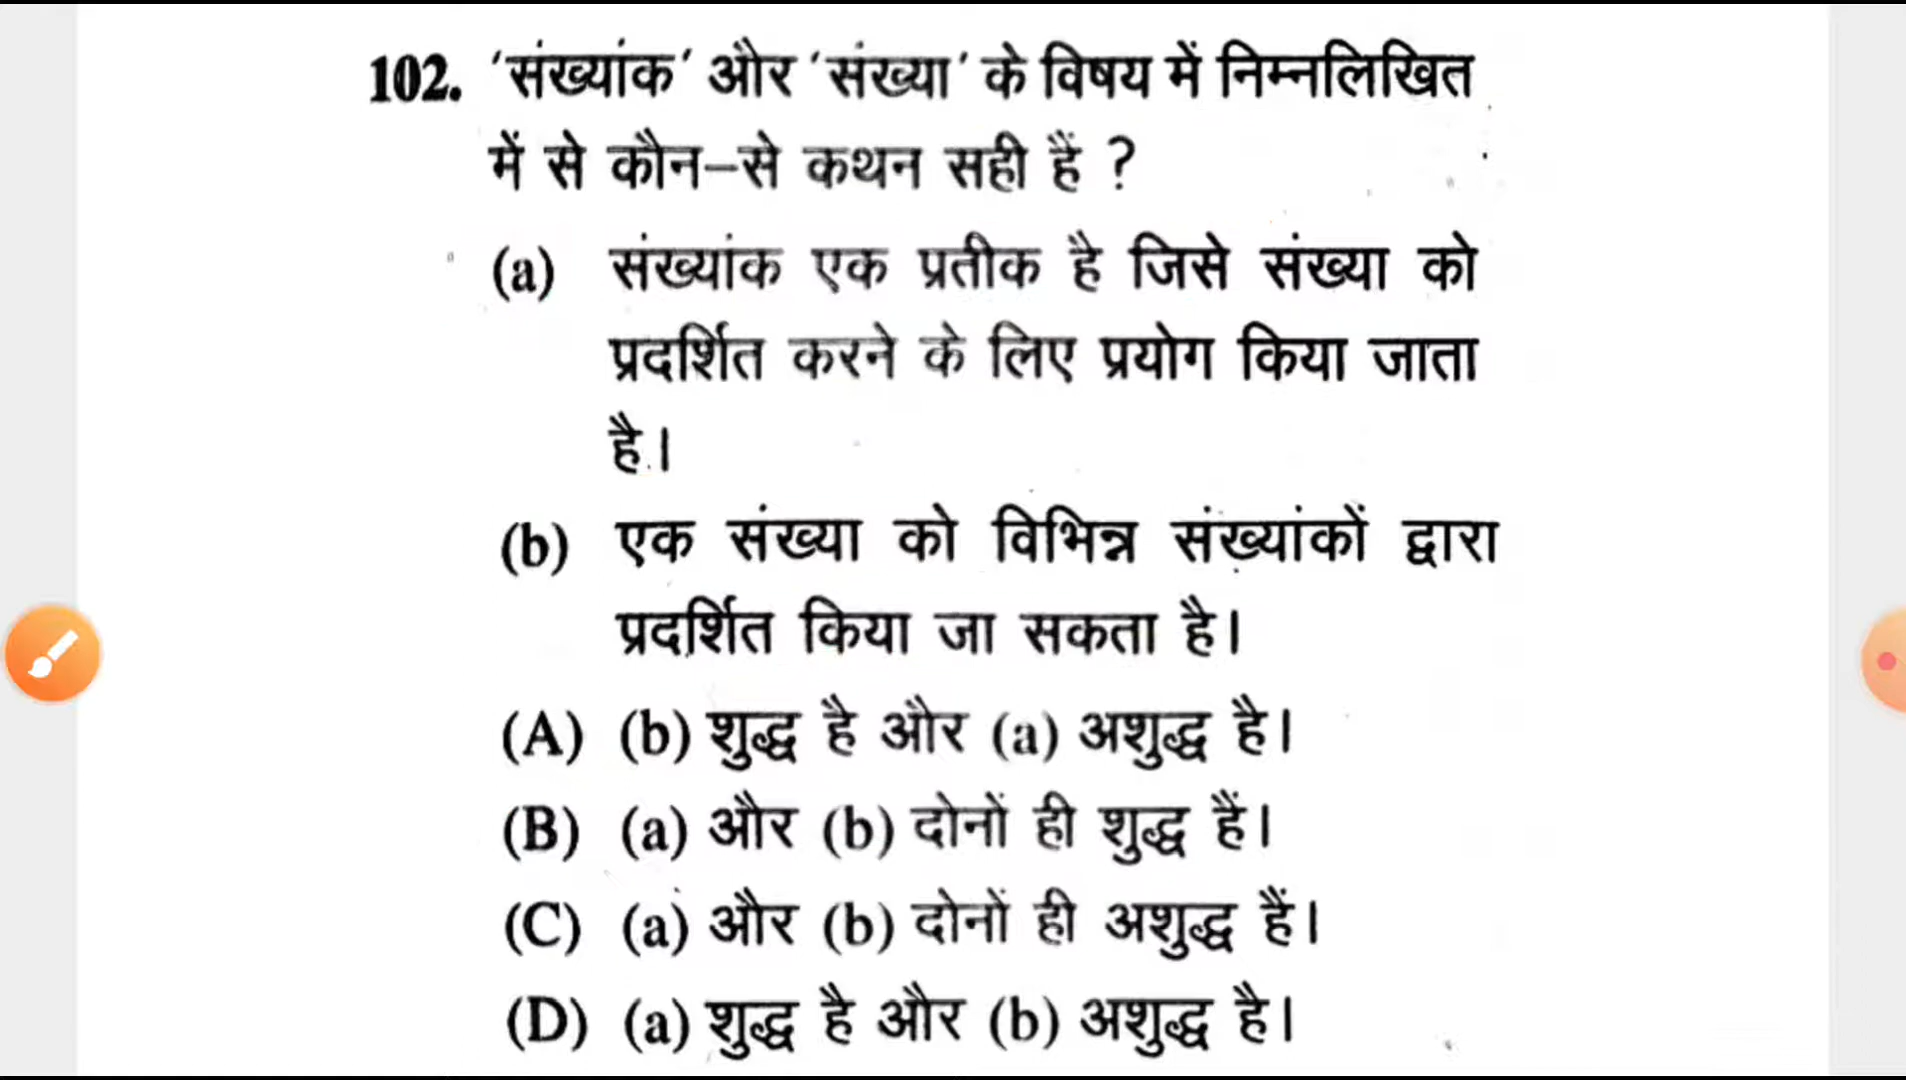 102. 'संख्यांक' और 'संख्या' के विषय में निम्नलिखित
में से कौन-से कथन सही हैं ?
(a) संख्यांक एक प्रतीक है जिसे संख्या को
प्रदर्शित करने के लिए प्रयोग किया जाता
है।
(b) एक संख्या को विभिन्न संख्यांकों द्वारा
प्रदर्शित किया जा सकता है।
(A) (b) शुद्ध है और (a) अशुद्ध है।
(B) (a) और (b) दोनों ही शुद्ध हैं।
(C) (a) और (b) दोनों ही अशुद्ध हैं।
(D) (a) शुद्ध है और (b) अशुद्ध है।